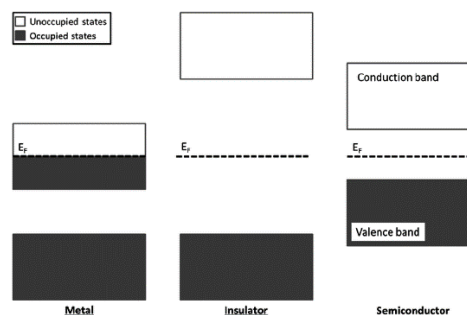 Unoccupied states
Occupied states
E_F
E_F
Conduction band
E_F
Valence band
Metal
Insulator
Semiconductor